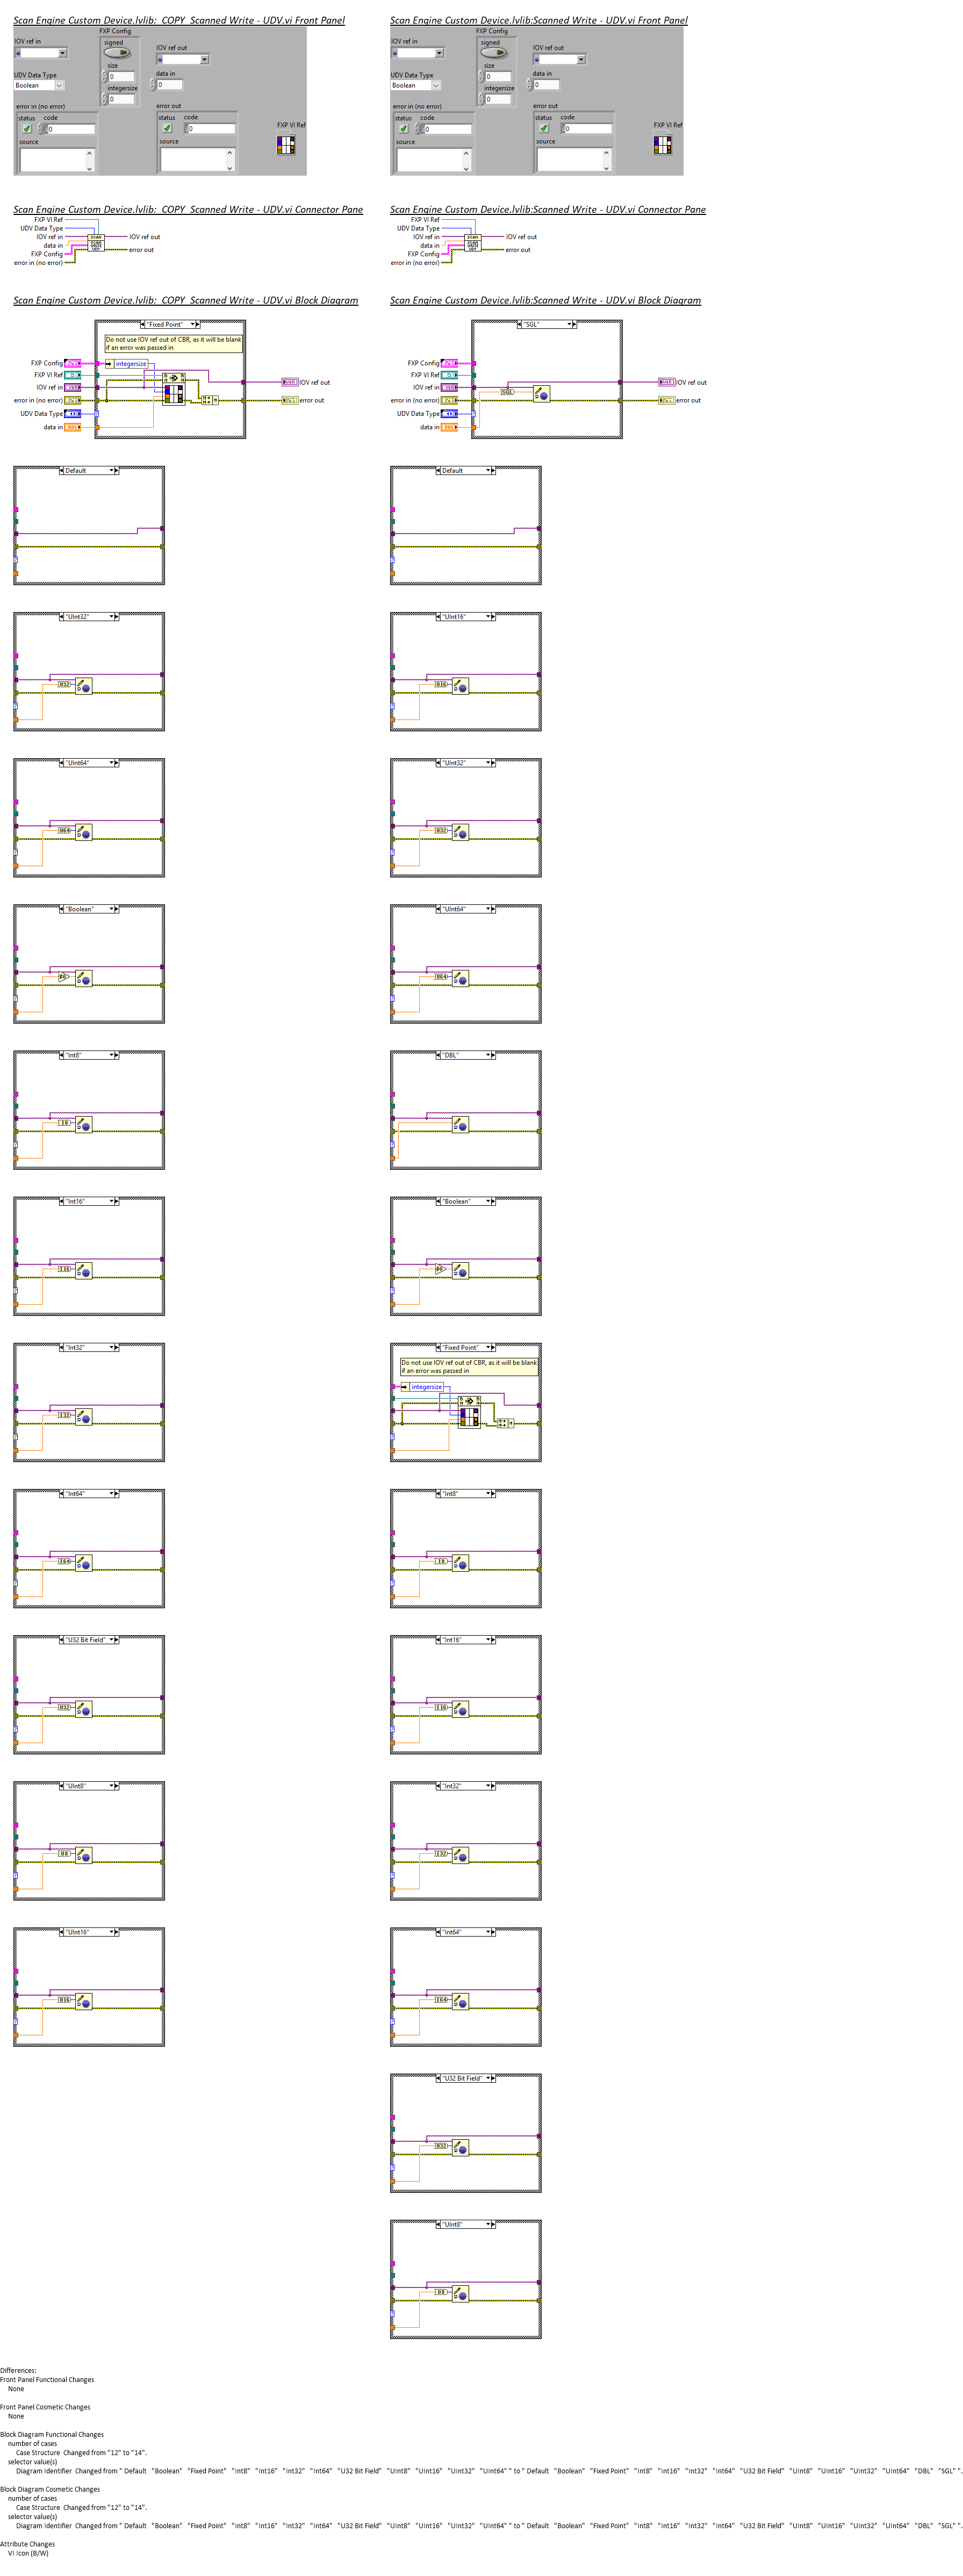 Scan Engine Custom Device.lvlib:_COPY_Scanned Write - UDV.vi Front Panel
IOV ref in
FXP Config
signed
size
0
integersize
0
IOV ref out
data in
0
UDV Data Type
Boolean
error in (no error)
status code
0
source
error out
status code
0
source
FXP VI Ref
Scan Engine Custom Device.lvlib:Scanned Write - UDV.vi Front Panel
IOV ref in
FXP Config
signed
size
0
integersize
0
IOV ref out
data in
0
UDV Data Type
Boolean
error in (no error)
status code
0
source
error out
status code
0
source
FXP VI Ref
Scan Engine Custom Device.lvlib:_COPY_Scanned Write - UDV.vi Connector Pane
FXP VI Ref
UDV Data Type
IOV ref in
data in
FXP Config
error in (no error)
SCAN
WRITE
UDV
IOV ref out
error out
Scan Engine Custom Device.lvlib:Scanned Write - UDV.vi Connector Pane
FXP VI Ref
UDV Data Type
IOV ref in
data in
FXP Config
error in (no error)
SCAN
WRITE
UDV
IOV ref out
error out
Scan Engine Custom Device.lvlib:_COPY_Scanned Write - UDV.vi Block Diagram
"Fixed Point"
Do not use IOV ref out of CBR, as it will be blank
if an error was passed in
FXP Config
integersize
FXP VI Ref
IOV ref in
IOV ref out
error in (no error)
error out
UDV Data Type
data in
Default
"UInt32"
U32
"UInt64"
U64
"Boolean"
"Int8"
I8
"Int16"
I16
"Int32"
I32
"Int64"
I64
"U32 Bit Field"
U32
"UInt8"
U8
"UInt16"
U16
Scan Engine Custom Device.lvlib:Scanned Write - UDV.vi Block Diagram
"SGL"
FXP Config
FXP VI Ref
IOV ref in
IOV ref out
SGL
error in (no error)
error out
UDV Data Type
data in
Default
"UInt16"
U16
"UInt32"
U32
"UInt64"
U64
"DBL"
"Boolean"
"Fixed Point"
Do not use IOV ref out of CBR, as it will be blank
if an error was passed in
integersize
"Int8"
I8
"Int16"
I16
"Int32"
I32
"Int64"
I64
"U32 Bit Field"
U32
"UInt8"
U8
Differences:
Front Panel Functional Changes
None
Front Panel Cosmetic Changes
None
Block Diagram Functional Changes
number of cases
Case Structure Changed from "12" to "14".
selector value(s)
Diagram Identifier Changed from " Default "Boolean" "Fixed Point" "Int8" "Int16" "Int32" "Int64" "U32 Bit Field" "UInt8" "UInt16" "UInt32" "UInt64" " to " Default "Boolean" "Fixed Point" "Int8" "Int16" "Int32" "Int64" "U32 Bit Field" "UInt8" "UInt16" "UInt32" "UInt64" "DBL" "SGL" ".
Block Diagram Cosmetic Changes
number of cases
Case Structure Changed from "12" to "14".
selector value(s)
Diagram Identifier Changed from " Default "Boolean" "Fixed Point" "Int8" "Int16" "Int32" "Int64" "U32 Bit Field" "UInt8" "UInt16" "UInt32" "UInt64" " to " Default "Boolean" "Fixed Point" "Int8" "Int16" "Int32" "Int64" "U32 Bit Field" "UInt8" "UInt16" "UInt32" "UInt64" "DBL" "SGL" ".
Attribute Changes
VI Icon (B/W)